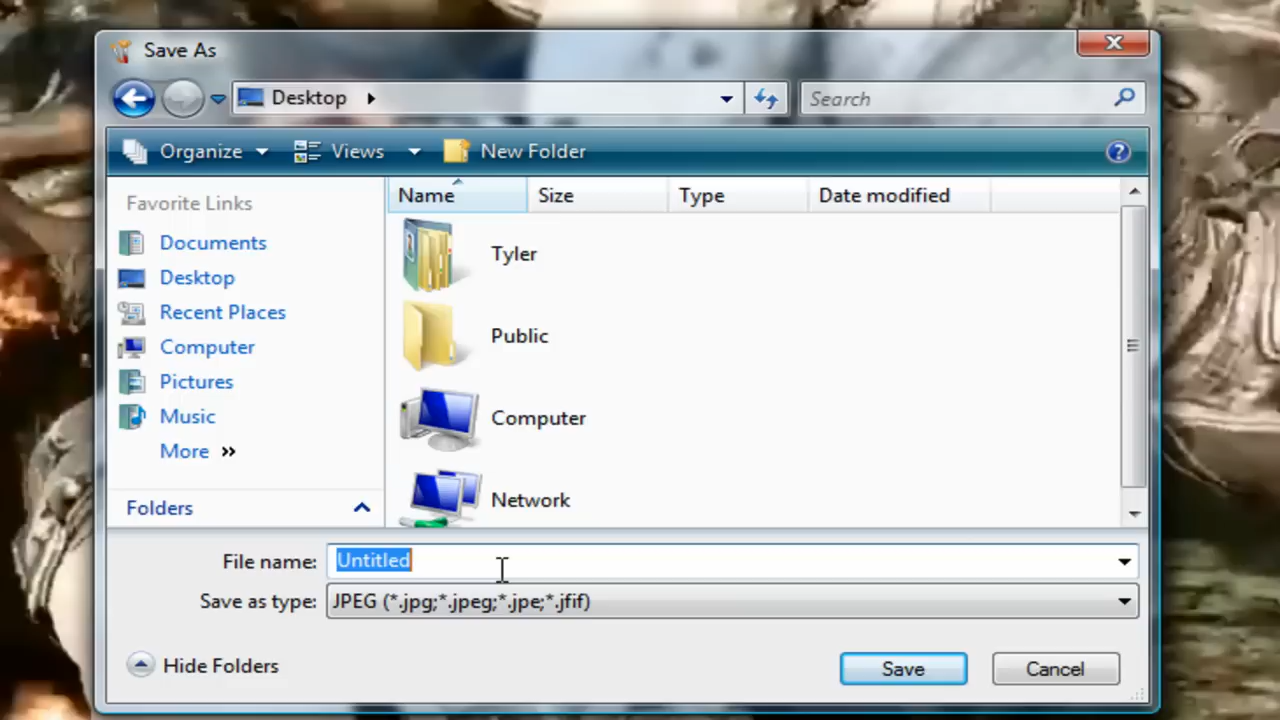 Save As
Desktop
Search
Organize Views New Folder
Favorite Links
Documents
Desktop
Recent Places
Computer
Pictures
Music
More »
Folders
Name Size Type Date modified
Tyler
Public
Computer
Network
File name: Untitled
Save as type: JPEG (*.jpg;*.jpeg;*.jpe;*.jfif)
Hide Folders Save Cancel